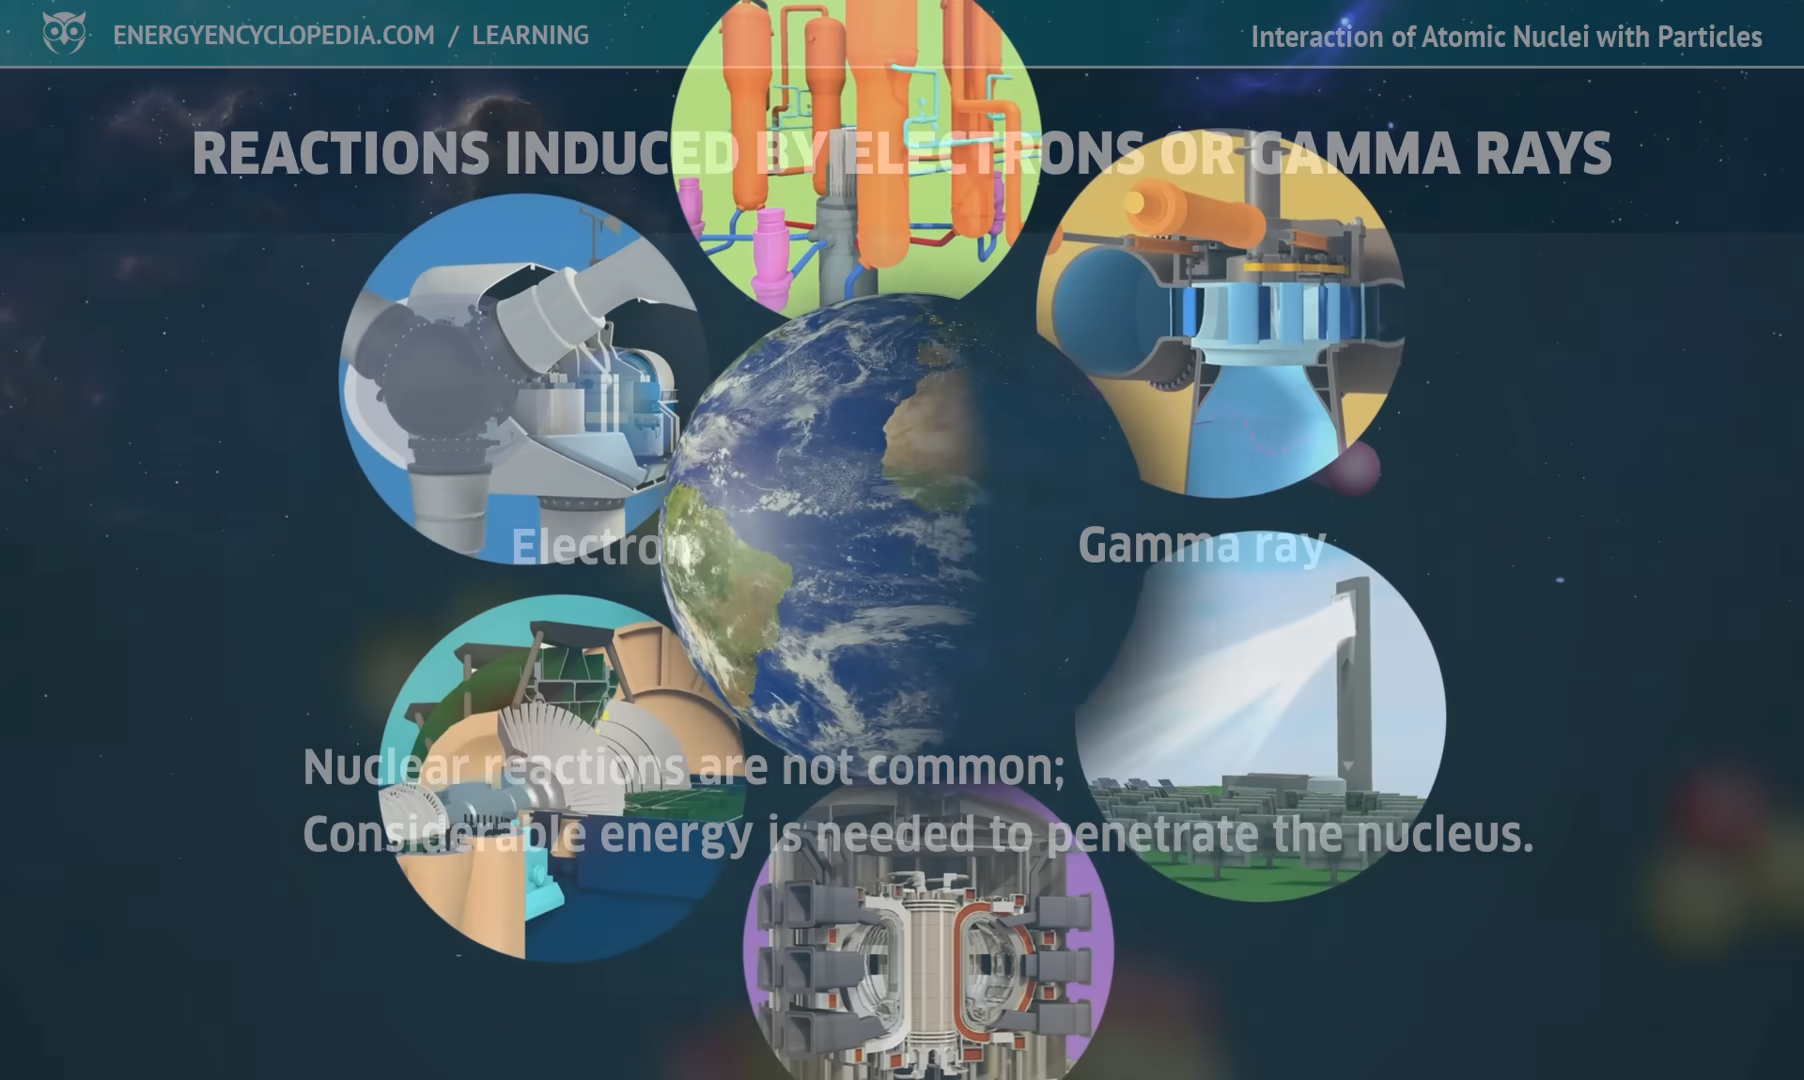 ENERGYENCYCLOPEDIA.COM / LEARNING
Interaction of Atomic Nuclei with Particles
REACTIONS INDUCED BY ELECTRONS OR GAMMA RAYS
Electron
Gamma ray
Nuclear reactions are not common;
Considerable energy is needed to penetrate the nucleus.